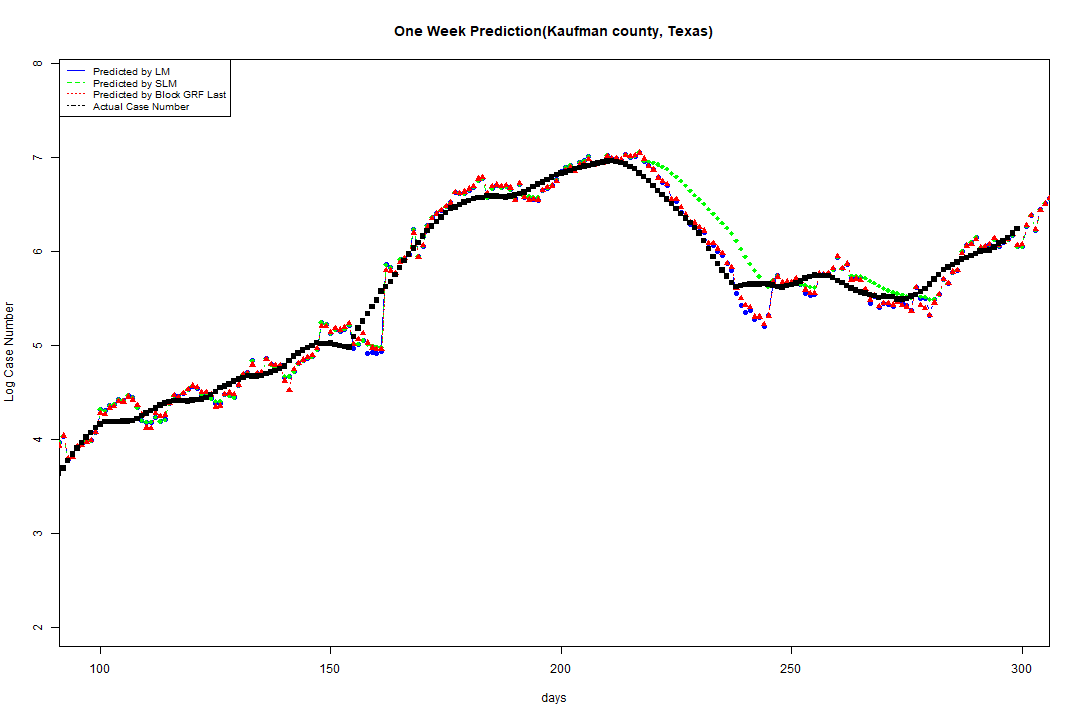 One Week Prediction(Kaufman county, Texas)
Predicted by LM
Predicted by SLM
Predicted by Block GRF Last
Actual Case Number
8
7
6
5
4
3
2
Log Case Number
100 150 200 250 300
days